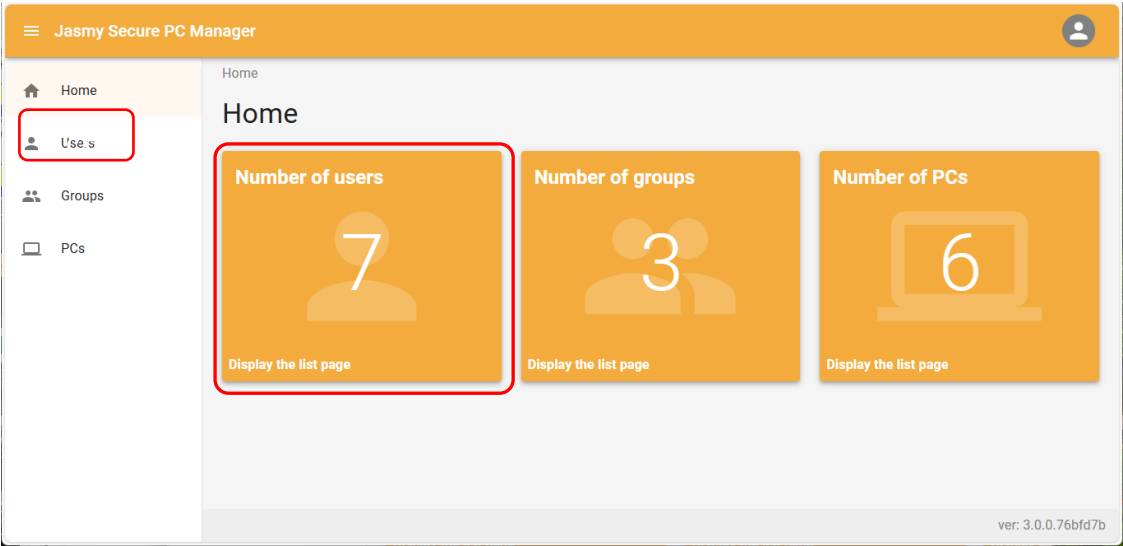 Jasmy Secure PC Manager
Home
Users
Groups
PCs
Home
Home
Number of users
7
Display the list page
Number of groups
3
Display the list page
Number of PCs
6
Display the list page
ver: 3.0.0.76bfd7b